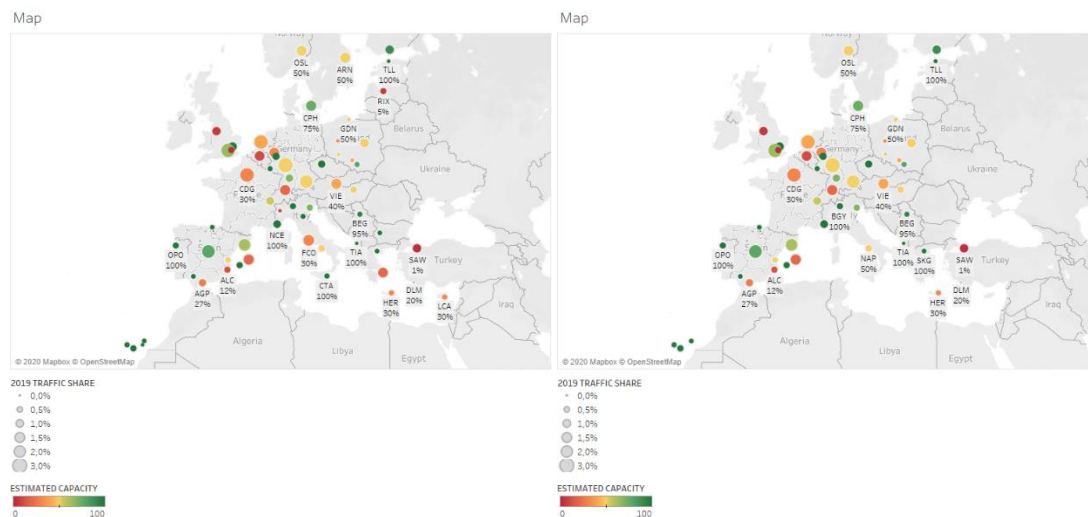 Map
Norway
OSL
50%
ARN
50%
TLL
100%
RIX
5%
CPH
75%
GDN
50%
Belarus
Germany
Ukraine
CDG
30%
VIE
40%
NCE
100%
BEG
95%
OPO
100%
FCO
30%
TIA
100%
SAW
1%
Turkey
ALC
12%
AGP
27%
CTA
100%
HER
30%
DLM
20%
LCA
30%
Iraq
Algeria
Libya
Egypt
© 2020 Mapbox © OpenStreetMap
2019 TRAFFIC SHARE
0,0%
0,5%
1,0%
1,5%
2,0%
3,0%
ESTIMATED CAPACITY
0 100
Map
Norway
OSL
50%
TLL
100%
CPH
75%
GDN
50%
Belarus
Germany
Ukraine
CDG
30%
VIE
40%
BGY
100%
BEG
95%
OPO
100%
NAP
50%
TIA
100%
SKG
100%
SAW
1%
Turkey
ALC
12%
AGP
27%
HER
30%
DLM
20%
Iraq
Algeria
Libya
Egypt
© 2020 Mapbox © OpenStreetMap
2019 TRAFFIC SHARE
0,0%
0,5%
1,0%
1,5%
2,0%
3,0%
ESTIMATED CAPACITY
0 100